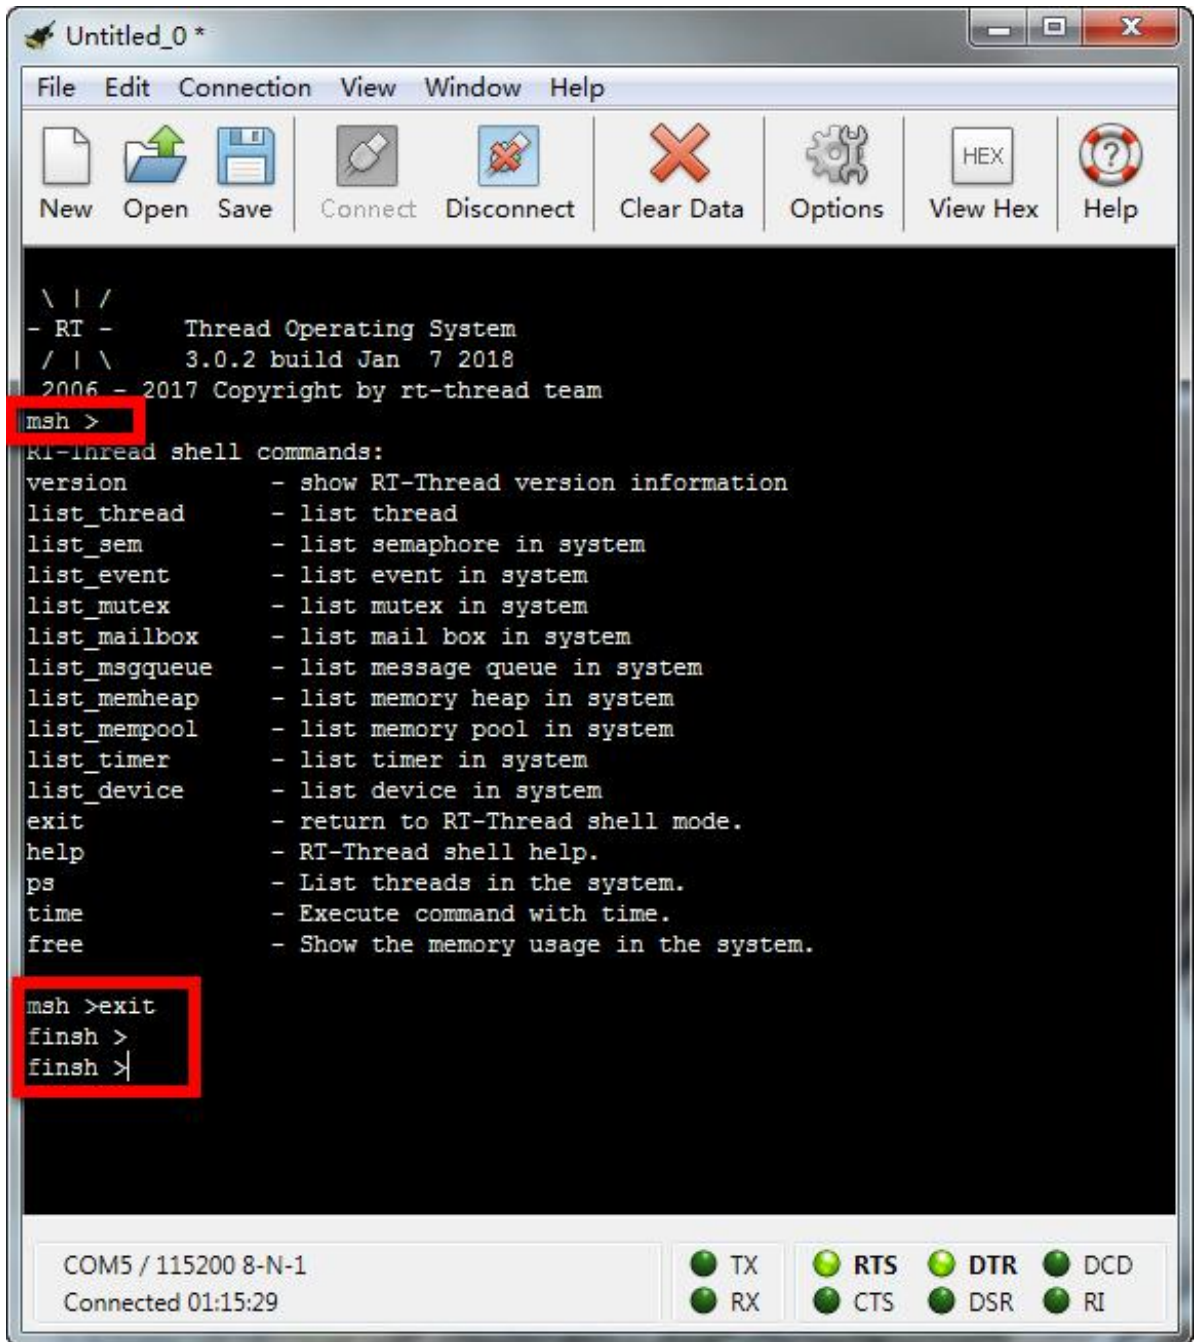 Untitled_0 *
File Edit Connection View Window Help
HEX
New Open Save Connect Disconnect Clear Data Options View Hex Help
\ | /
- RT -     Thread Operating System
/ | \     3.0.2 build Jan  7 2018
2006 - 2017 Copyright by rt-thread team
msh >
RT-Thread shell commands:
version          - show RT-Thread version information
list_thread      - list thread
list_sem         - list semaphore in system
list_event       - list event in system
list_mutex       - list mutex in system
list_mailbox     - list mail box in system
list_msgqueue    - list message queue in system
list_memheap     - list memory heap in system
list_mempool     - list memory pool in system
list_timer       - list timer in system
list_device      - list device in system
exit             - return to RT-Thread shell mode.
help             - RT-Thread shell help.
ps               - List threads in the system.
time             - Execute command with time.
free             - Show the memory usage in the system.
msh >exit
finsh >
finsh >
COM5 / 115200 8-N-1 TX RTS DTR DCD
Connected 01:15:29 RX CTS DSR RI